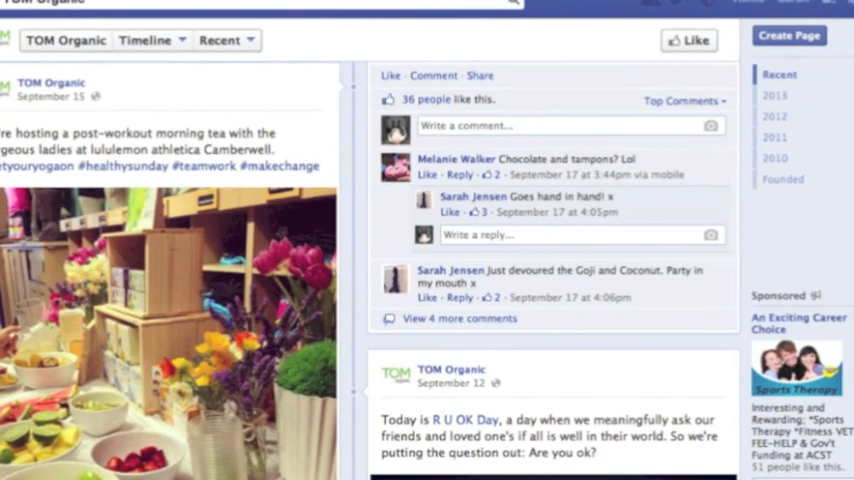 TOM Organic
TOM Organic Timeline Recent
Like
Create Page
TOM Organic
September 15
're hosting a post-workout morning tea with the
rgeous ladies at lululemon athletica Camberwell.
etyouryogaon #healthysunday #teamwork #makechange
Like · Comment · Share
36 people like this.
Top Comments
Write a comment...
Melanie Walker Chocolate and tampons? Lol
Like · Reply · 2 · September 17 at 3:44pm via mobile
Sarah Jensen Goes hand in hand! x
Like · 3 · September 17 at 4:05pm
Write a reply...
Sarah Jensen Just devoured the Goji and Coconut. Party in
my mouth x
Like · Reply · 2 · September 17 at 4:06pm
View 4 more comments
TOM
TOM Organic
September 12
Today is R U OK Day, a day when we meaningfully ask our
friends and loved one's if all is well in their world. So we're
putting the question out: Are you ok?
Recent
2013
2012
2011
2010
Founded
Sponsored
An Exciting Career
Choice
Sports Therapy
Interesting and
Rewarding; *Sports
Therapy *Fitness VET
FEE-HELP & Gov't
Funding at ACST
51 people like this.